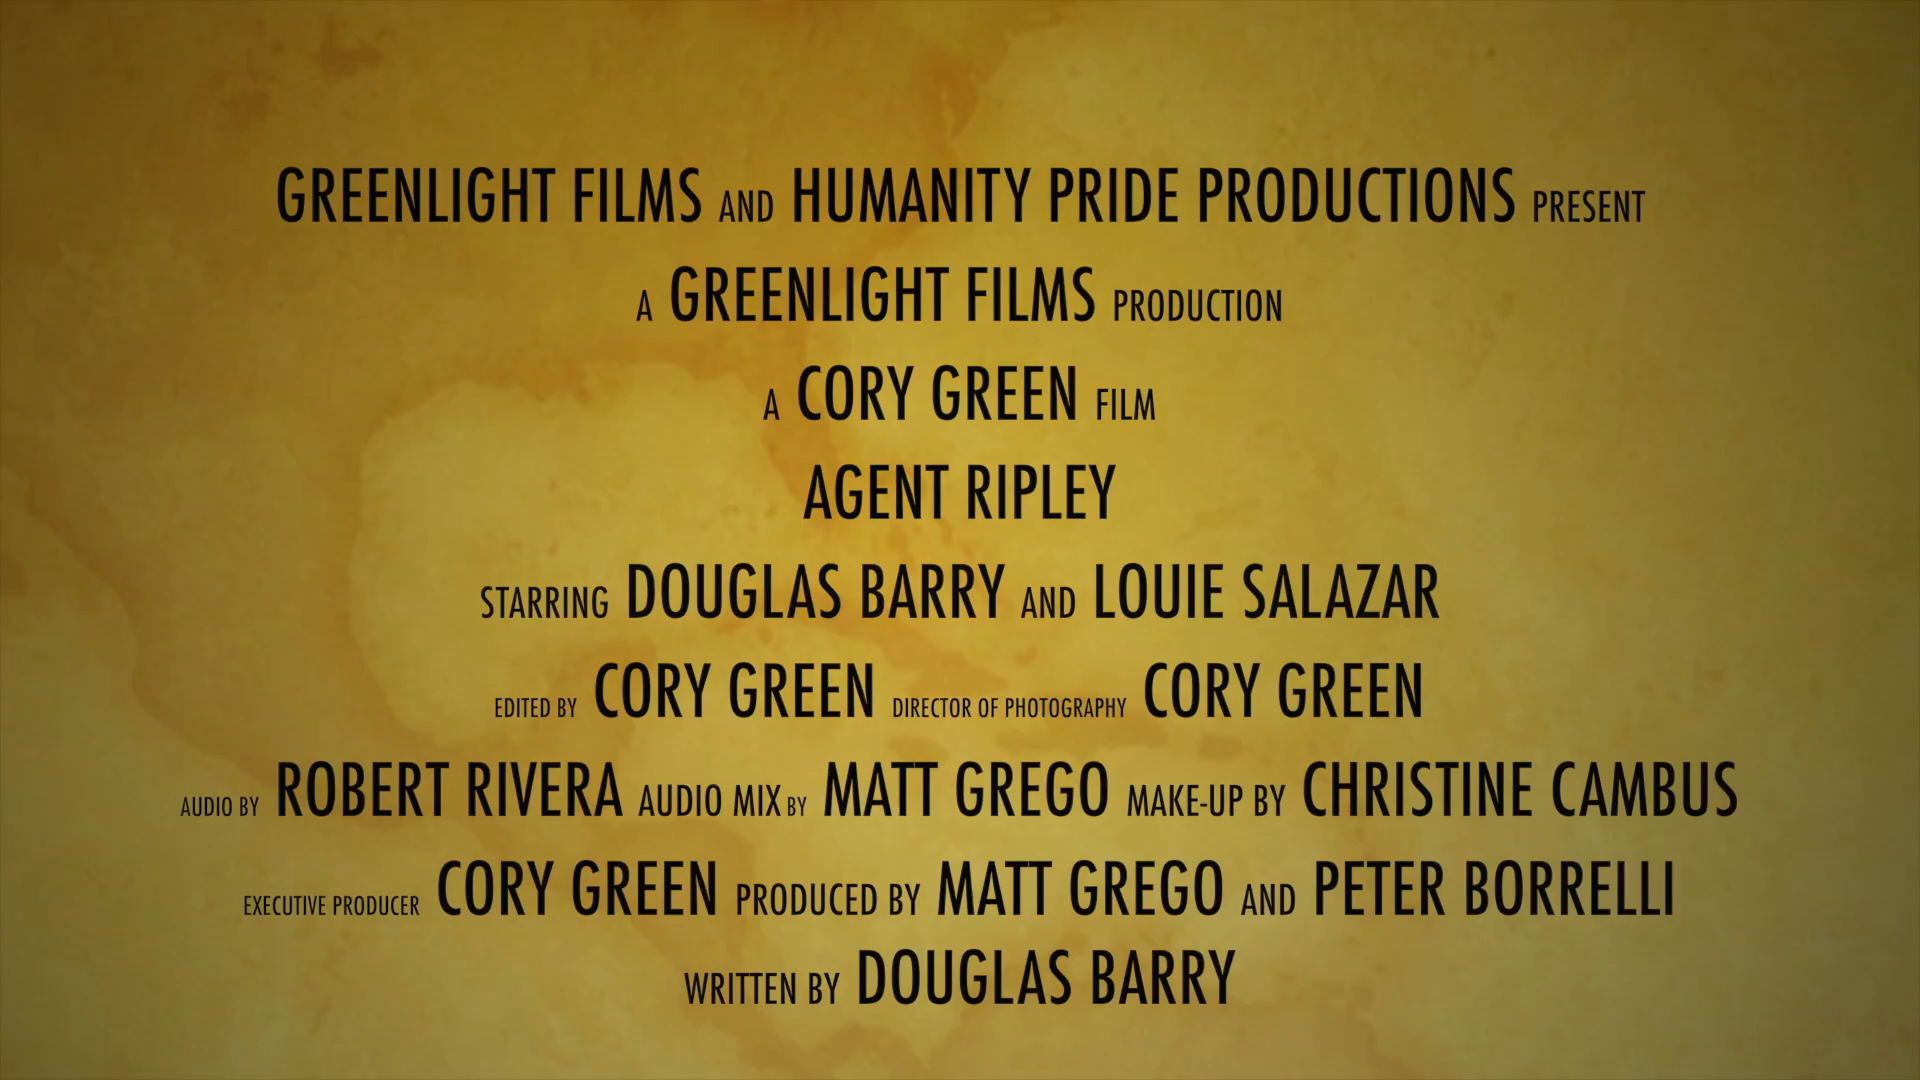 GREENLIGHT FILMS AND HUMANITY PRIDE PRODUCTIONS PRESENT
A GREENLIGHT FILMS PRODUCTION
A CORY GREEN FILM
AGENT RIPLEY
STARRING DOUGLAS BARRY AND LOUIE SALAZAR
EDITED BY CORY GREEN DIRECTOR OF PHOTOGRAPHY CORY GREEN
AUDIO BY ROBERT RIVERA AUDIO MIX BY MATT GREGO MAKE-UP BY CHRISTINE CAMBUS
EXECUTIVE PRODUCER CORY GREEN PRODUCED BY MATT GREGO AND PETER BORRELLI
WRITTEN BY DOUGLAS BARRY